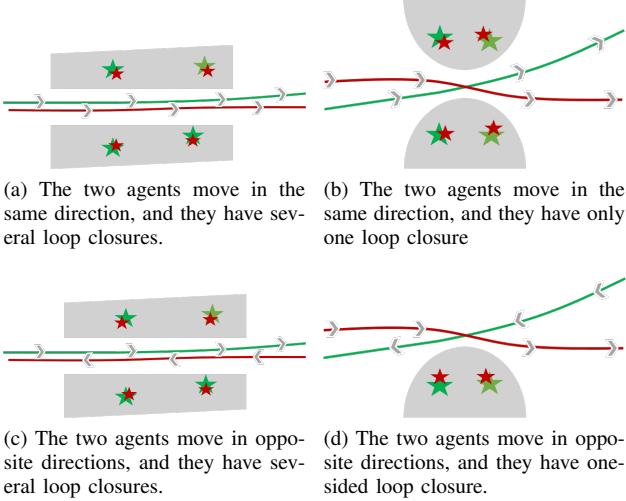 (a) The two agents move in the
same direction, and they have sev-
eral loop closures.
(b) The two agents move in the
same direction, and they have only
one loop closure
(c) The two agents move in oppo-
site directions, and they have sev-
eral loop closures.
(d) The two agents move in oppo-
site directions, and they have one-
sided loop closure.